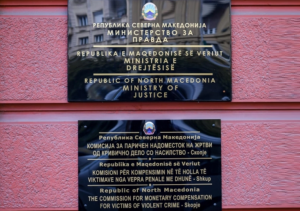 РЕПУБЛИКА СЕВЕРНА МАКЕДОНИЈА
МИНИСТЕРСТВО ЗА
ПРАВДА
REPUBLIKA E MAQEDONISË SË VERIUT
MINISTRIA E
DREJTËSISË
REPUBLIC OF NORTH MACEDONIA
MINISTRY OF
JUSTICE
Република Северна Македонија
КОМИСИЈА ЗА ПАРИЧЕН НАДОМЕСТОК НА ЖРТВИ
ОД КРИВИЧНО ДЕЛО СО НАСИЛСТВО - Скопје
Republika e Maqedonisë së Veriut
KOMISIONI PËR KOMPENSIM NË TË HOLLA TË
VIKTIMAVE NGA VEPRA PENALE ME DHUNË - Shkup
Republic of North Macedonia
THE COMMISSION FOR MONETARY COMPENSATION
FOR VICTIMS OF VIOLENT CRIME - Skopje